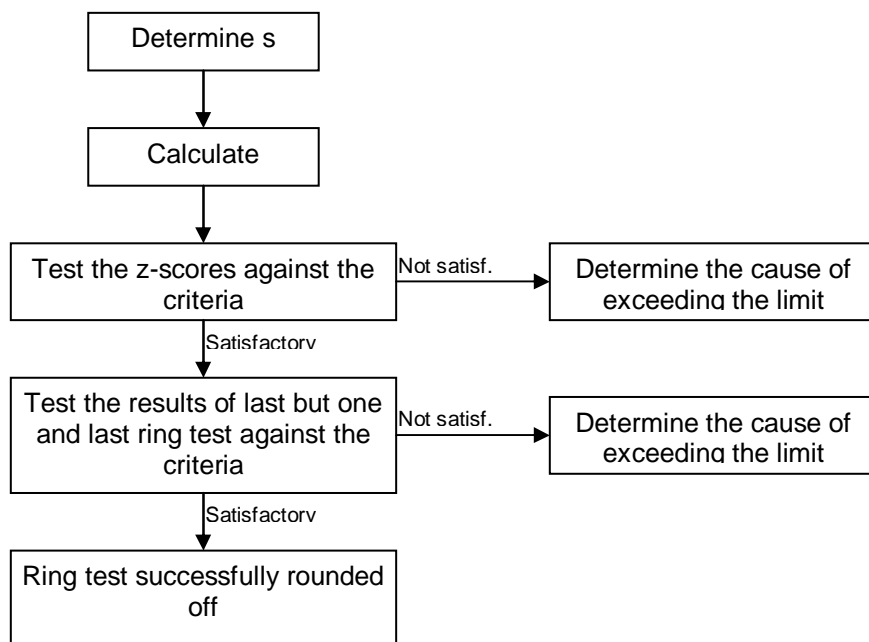 Determine s
Calculate
Test the z-scores against the
criteria
Not satisf.
Determine the cause of
exceeding the limit
Satisfactory
Test the results of last but one
and last ring test against the
criteria
Not satisf.
Determine the cause of
exceeding the limit
Satisfactory
Ring test successfully rounded
off